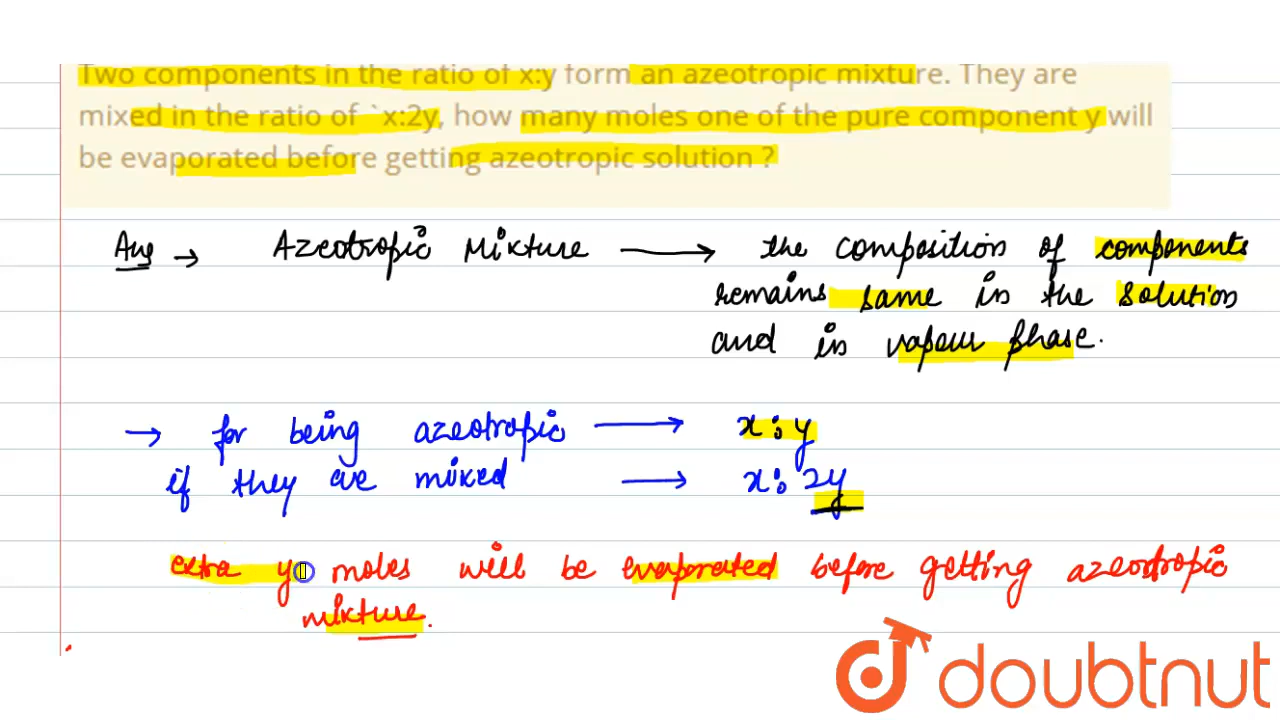 Two components in the ratio of x:y form an azeotropic mixture. They are
mixed in the ratio of `x:2y, how many moles one of the pure component y will
be evaporated before getting azeotropic solution ?
Ans → Azeotropic Mixture → the composition of components
remains same in the solution
and in vapour phase.
→ for being azeotropic → x : y
if they are mixed → x : 2y
extra y moles will be evaporated before getting azeotropic
mixture.
doubtnut